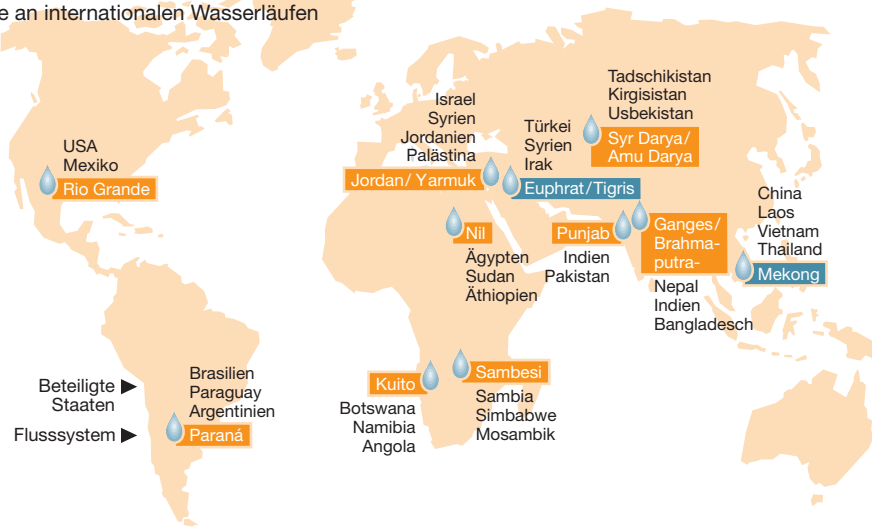 e an internationalen Wasserläufen
USA
Mexiko
Rio Grande
Israel
Syrien
Jordanien
Palästina
Jordan/Yarmuk
Türkei
Syrien
Irak
Euphrat/Tigris
Tadschikistan
Kirgisistan
Usbekistan
Syr Darya/
Amu Darya
Nil
Ägypten
Sudan
Äthiopien
Punjab
Indien
Pakistan
Ganges/
Brahma-
putra-
Nepal
Indien
Bangladesch
China
Laos
Vietnam
Thailand
Mekong
Beteiligte
Staaten
Flusssystem
Brasilien
Paraguay
Argentinien
Paraná
Kuito
Botswana
Namibia
Angola
Sambesi
Sambia
Simbabwe
Mosambik